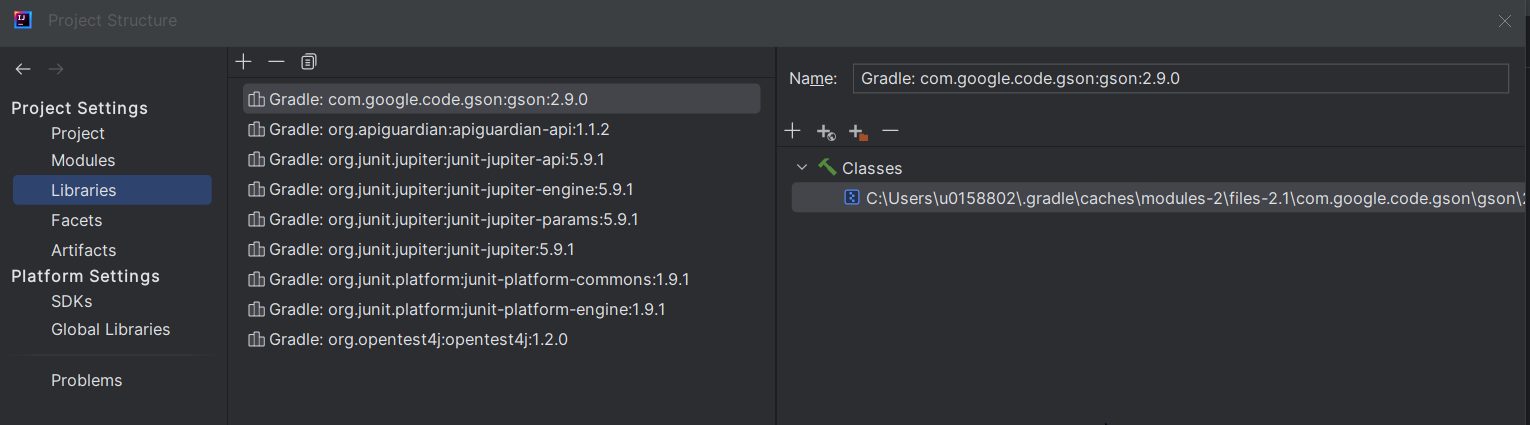 Project Structure
Project Settings
Project
Modules
Libraries
Facets
Artifacts
Platform Settings
SDKs
Global Libraries
Problems
Gradle: com.google.code.gson:gson:2.9.0
Gradle: org.apiguardian:apiguardian-api:1.1.2
Gradle: org.junit.jupiter:junit-jupiter-api:5.9.1
Gradle: org.junit.jupiter:junit-jupiter-engine:5.9.1
Gradle: org.junit.jupiter:junit-jupiter-params:5.9.1
Gradle: org.junit.jupiter:junit-jupiter:5.9.1
Gradle: org.junit.platform:junit-platform-commons:1.9.1
Gradle: org.junit.platform:junit-platform-engine:1.9.1
Gradle: org.opentest4j:opentest4j:1.2.0
Name: Gradle: com.google.code.gson:gson:2.9.0
Classes
C:\Users\u0158802\.gradle\caches\modules-2\files-2.1\com.google.code.gson\gson\2